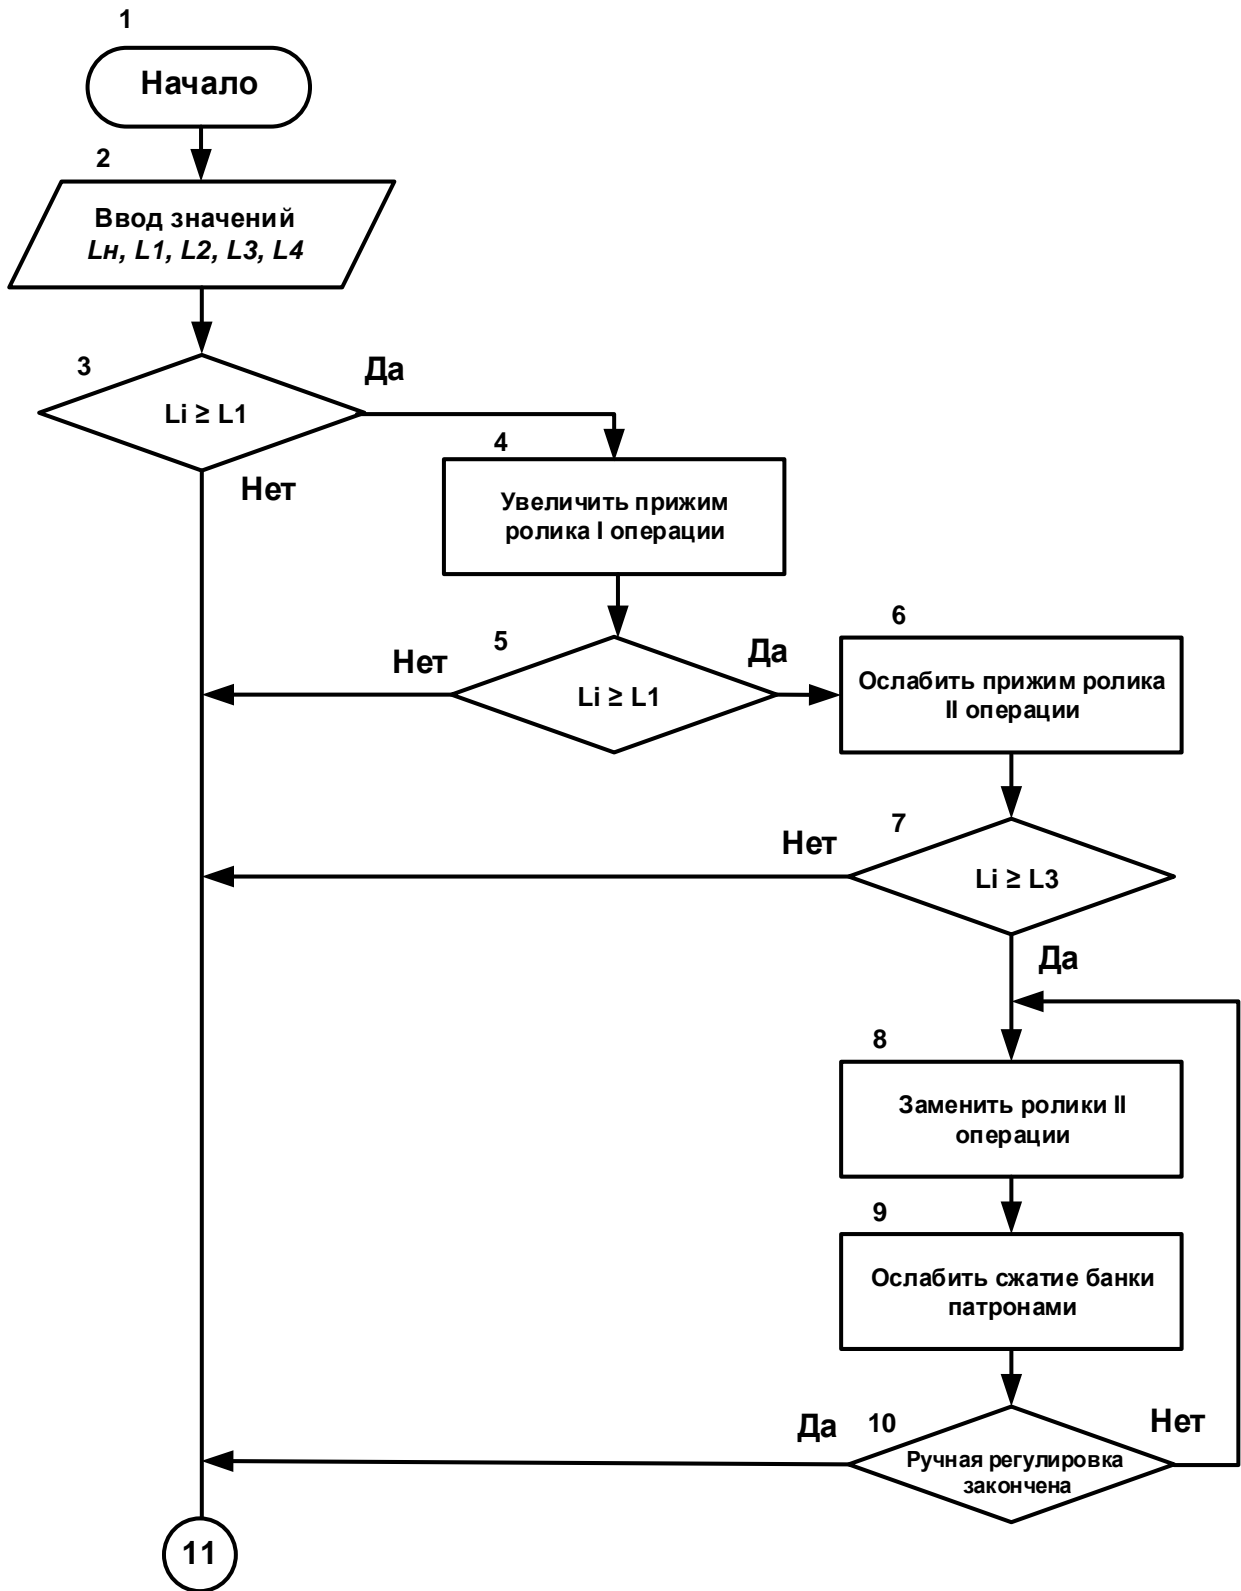 1
Начало
2
Ввод значений
Lн, L1, L2, L3, L4
3
Да
Li ≥ L1
Нет
4
Увеличить прижим
ролика I операции
5
Нет
Да
Li ≥ L1
6
Ослабить прижим ролика
II операции
7
Нет
Li ≥ L3
Да
8
Заменить ролики II
операции
9
Ослабить сжатие банки
патронами
10
Да
Нет
Ручная регулировка
закончена
11